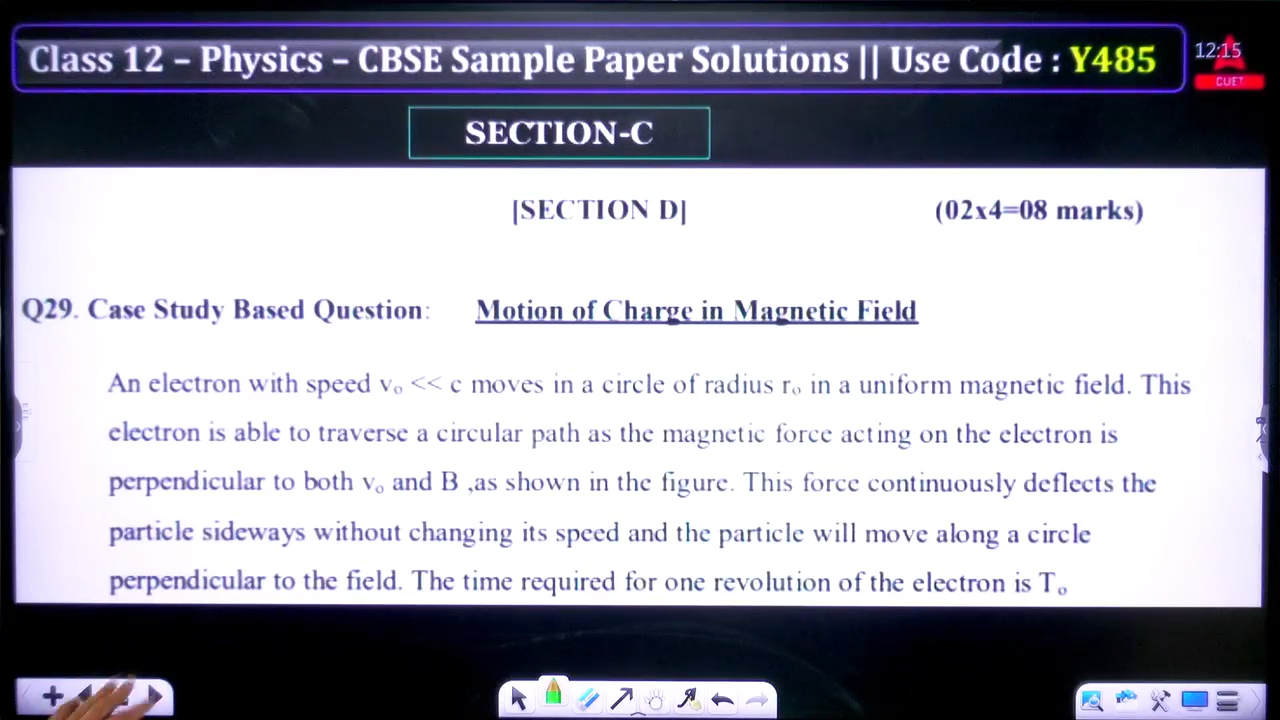 Class 12 – Physics – CBSE Sample Paper Solutions || Use Code : Y485
12:15
CUET
SECTION-C
[SECTION D]
(02x4=08 marks)
Q29. Case Study Based Question: Motion of Charge in Magnetic Field
An electron with speed vₒ << c moves in a circle of radius rₒ in a uniform magnetic field. This
electron is able to traverse a circular path as the magnetic force acting on the electron is
perpendicular to both vₒ and B ,as shown in the figure. This force continuously deflects the
particle sideways without changing its speed and the particle will move along a circle
perpendicular to the field. The time required for one revolution of the electron is Tₒ